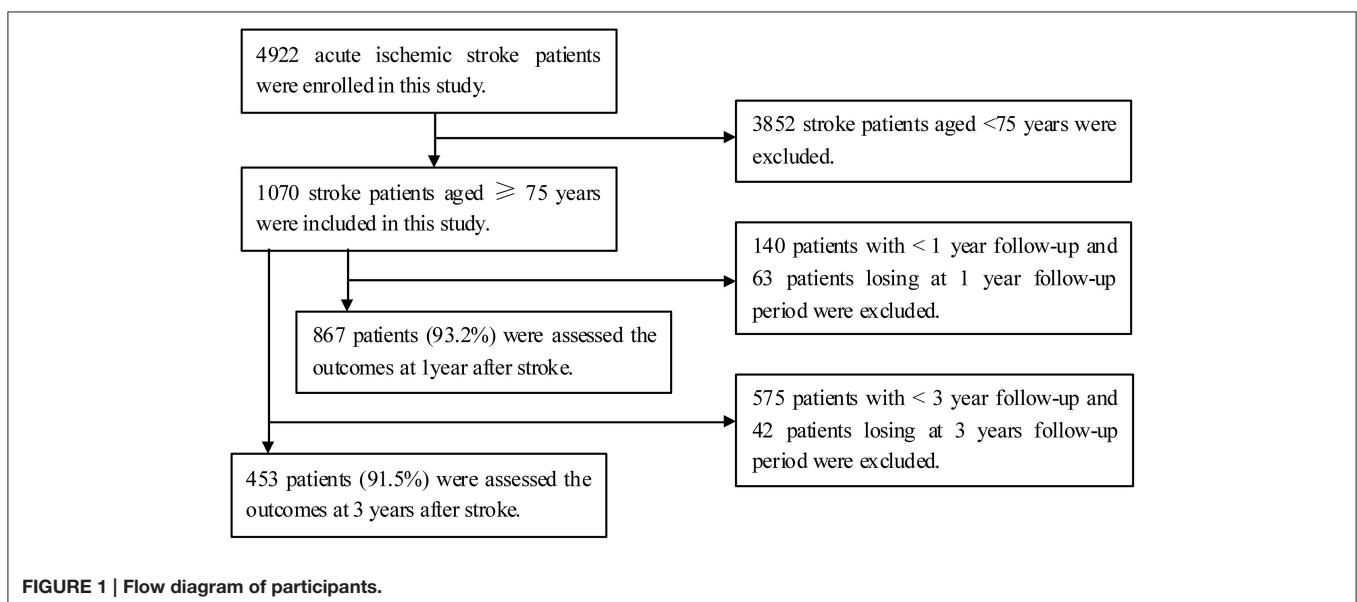 4922 acute ischemic stroke patients
were enrolled in this study.
3852 stroke patients aged <75 years were
excluded.
1070 stroke patients aged ≥ 75 years
were included in this study.
140 patients with < 1 year follow-up and
63 patients losing at 1 year follow-up
period were excluded.
867 patients (93.2%) were assessed the
outcomes at 1year after stroke.
575 patients with < 3 year follow-up and
42 patients losing at 3 years follow-up
period were excluded.
453 patients (91.5%) were assessed the
outcomes at 3 years after stroke.
FIGURE 1 | Flow diagram of participants.